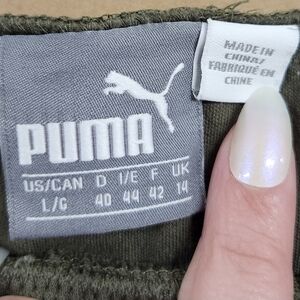 PUMA
US/CAN D I/E F UK
L/G 40 44 42 14
MADE IN
CHINA/
FABRIQUÉ EN
CHINE